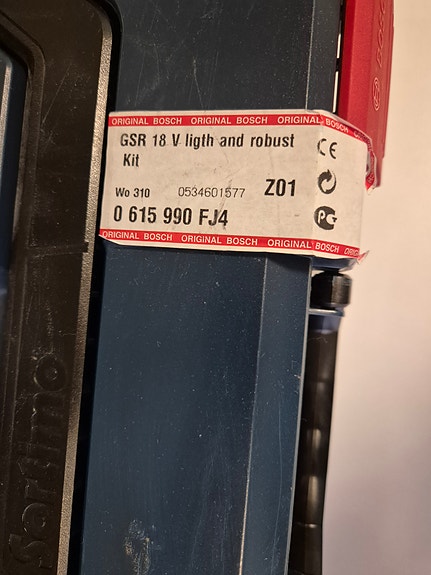 ORIGINAL BOSCH ORIGINAL BOSCH ORIGINAL BOSCH
GSR 18 V ligth and robust
Kit
CE
Wo 310 0534601577 Z01
0 615 990 FJ4
ORIGINAL BOSCH ORIGINAL BOSCH ORIGINAL BOSCH
Sortimo